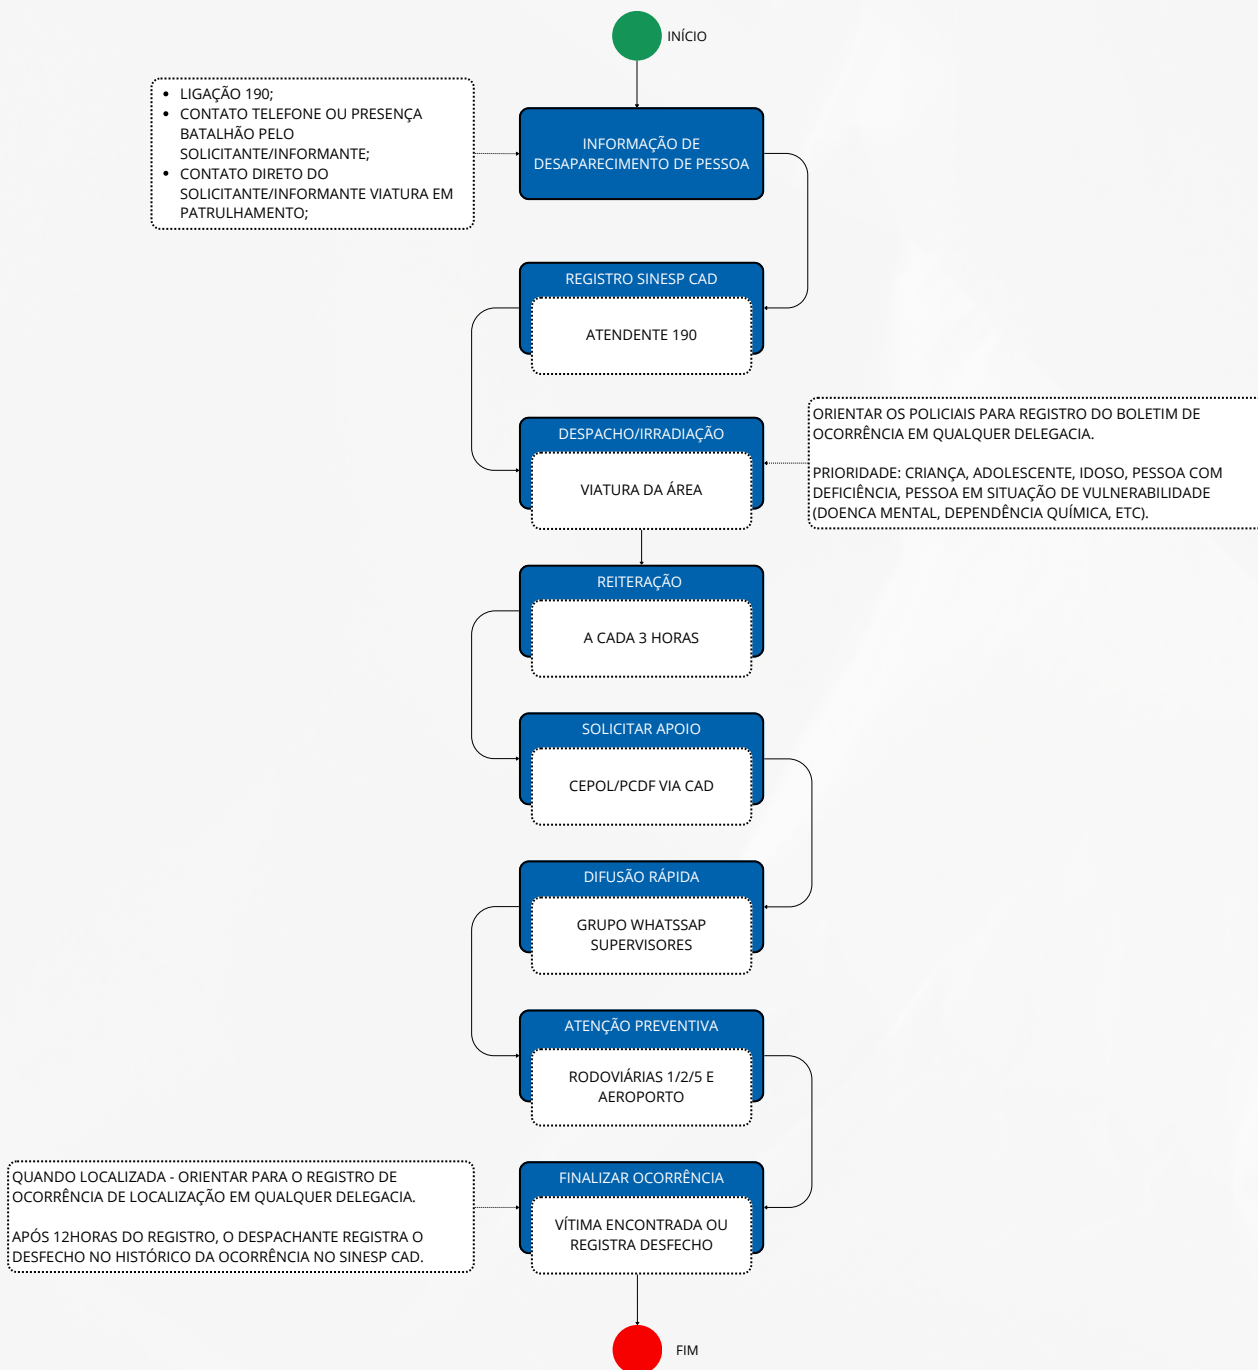 INÍCIO
• LIGAÇÃO 190;
• CONTATO TELEFONE OU PRESENÇA
BATALHÃO PELO
SOLICITANTE/INFORMANTE;
• CONTATO DIRETO DO
SOLICITANTE/INFORMANTE VIATURA EM
PATRULHAMENTO;
INFORMAÇÃO DE
DESAPARECIMENTO DE PESSOA
REGISTRO SINESP CAD
ATENDENTE 190
DESPACHO/IRRADIAÇÃO
VIATURA DA ÁREA
ORIENTAR OS POLICIAIS PARA REGISTRO DO BOLETIM DE
OCORRÊNCIA EM QUALQUER DELEGACIA.
PRIORIDADE: CRIANÇA, ADOLESCENTE, IDOSO, PESSOA COM
DEFICIÊNCIA, PESSOA EM SITUAÇÃO DE VULNERABILIDADE
(DOENCA MENTAL, DEPENDÊNCIA QUÍMICA, ETC).
REITERAÇÃO
A CADA 3 HORAS
SOLICITAR APOIO
CEPOL/PCDF VIA CAD
DIFUSÃO RÁPIDA
GRUPO WHATSSAP
SUPERVISORES
ATENÇÃO PREVENTIVA
RODOVIÁRIAS 1/2/5 E
AEROPORTO
QUANDO LOCALIZADA - ORIENTAR PARA O REGISTRO DE
OCORRÊNCIA DE LOCALIZAÇÃO EM QUALQUER DELEGACIA.
APÓS 12HORAS DO REGISTRO, O DESPACHANTE REGISTRA O
DESFECHO NO HISTÓRICO DA OCORRÊNCIA NO SINESP CAD.
FINALIZAR OCORRÊNCIA
VÍTIMA ENCONTRADA OU
REGISTRA DESFECHO
FIM